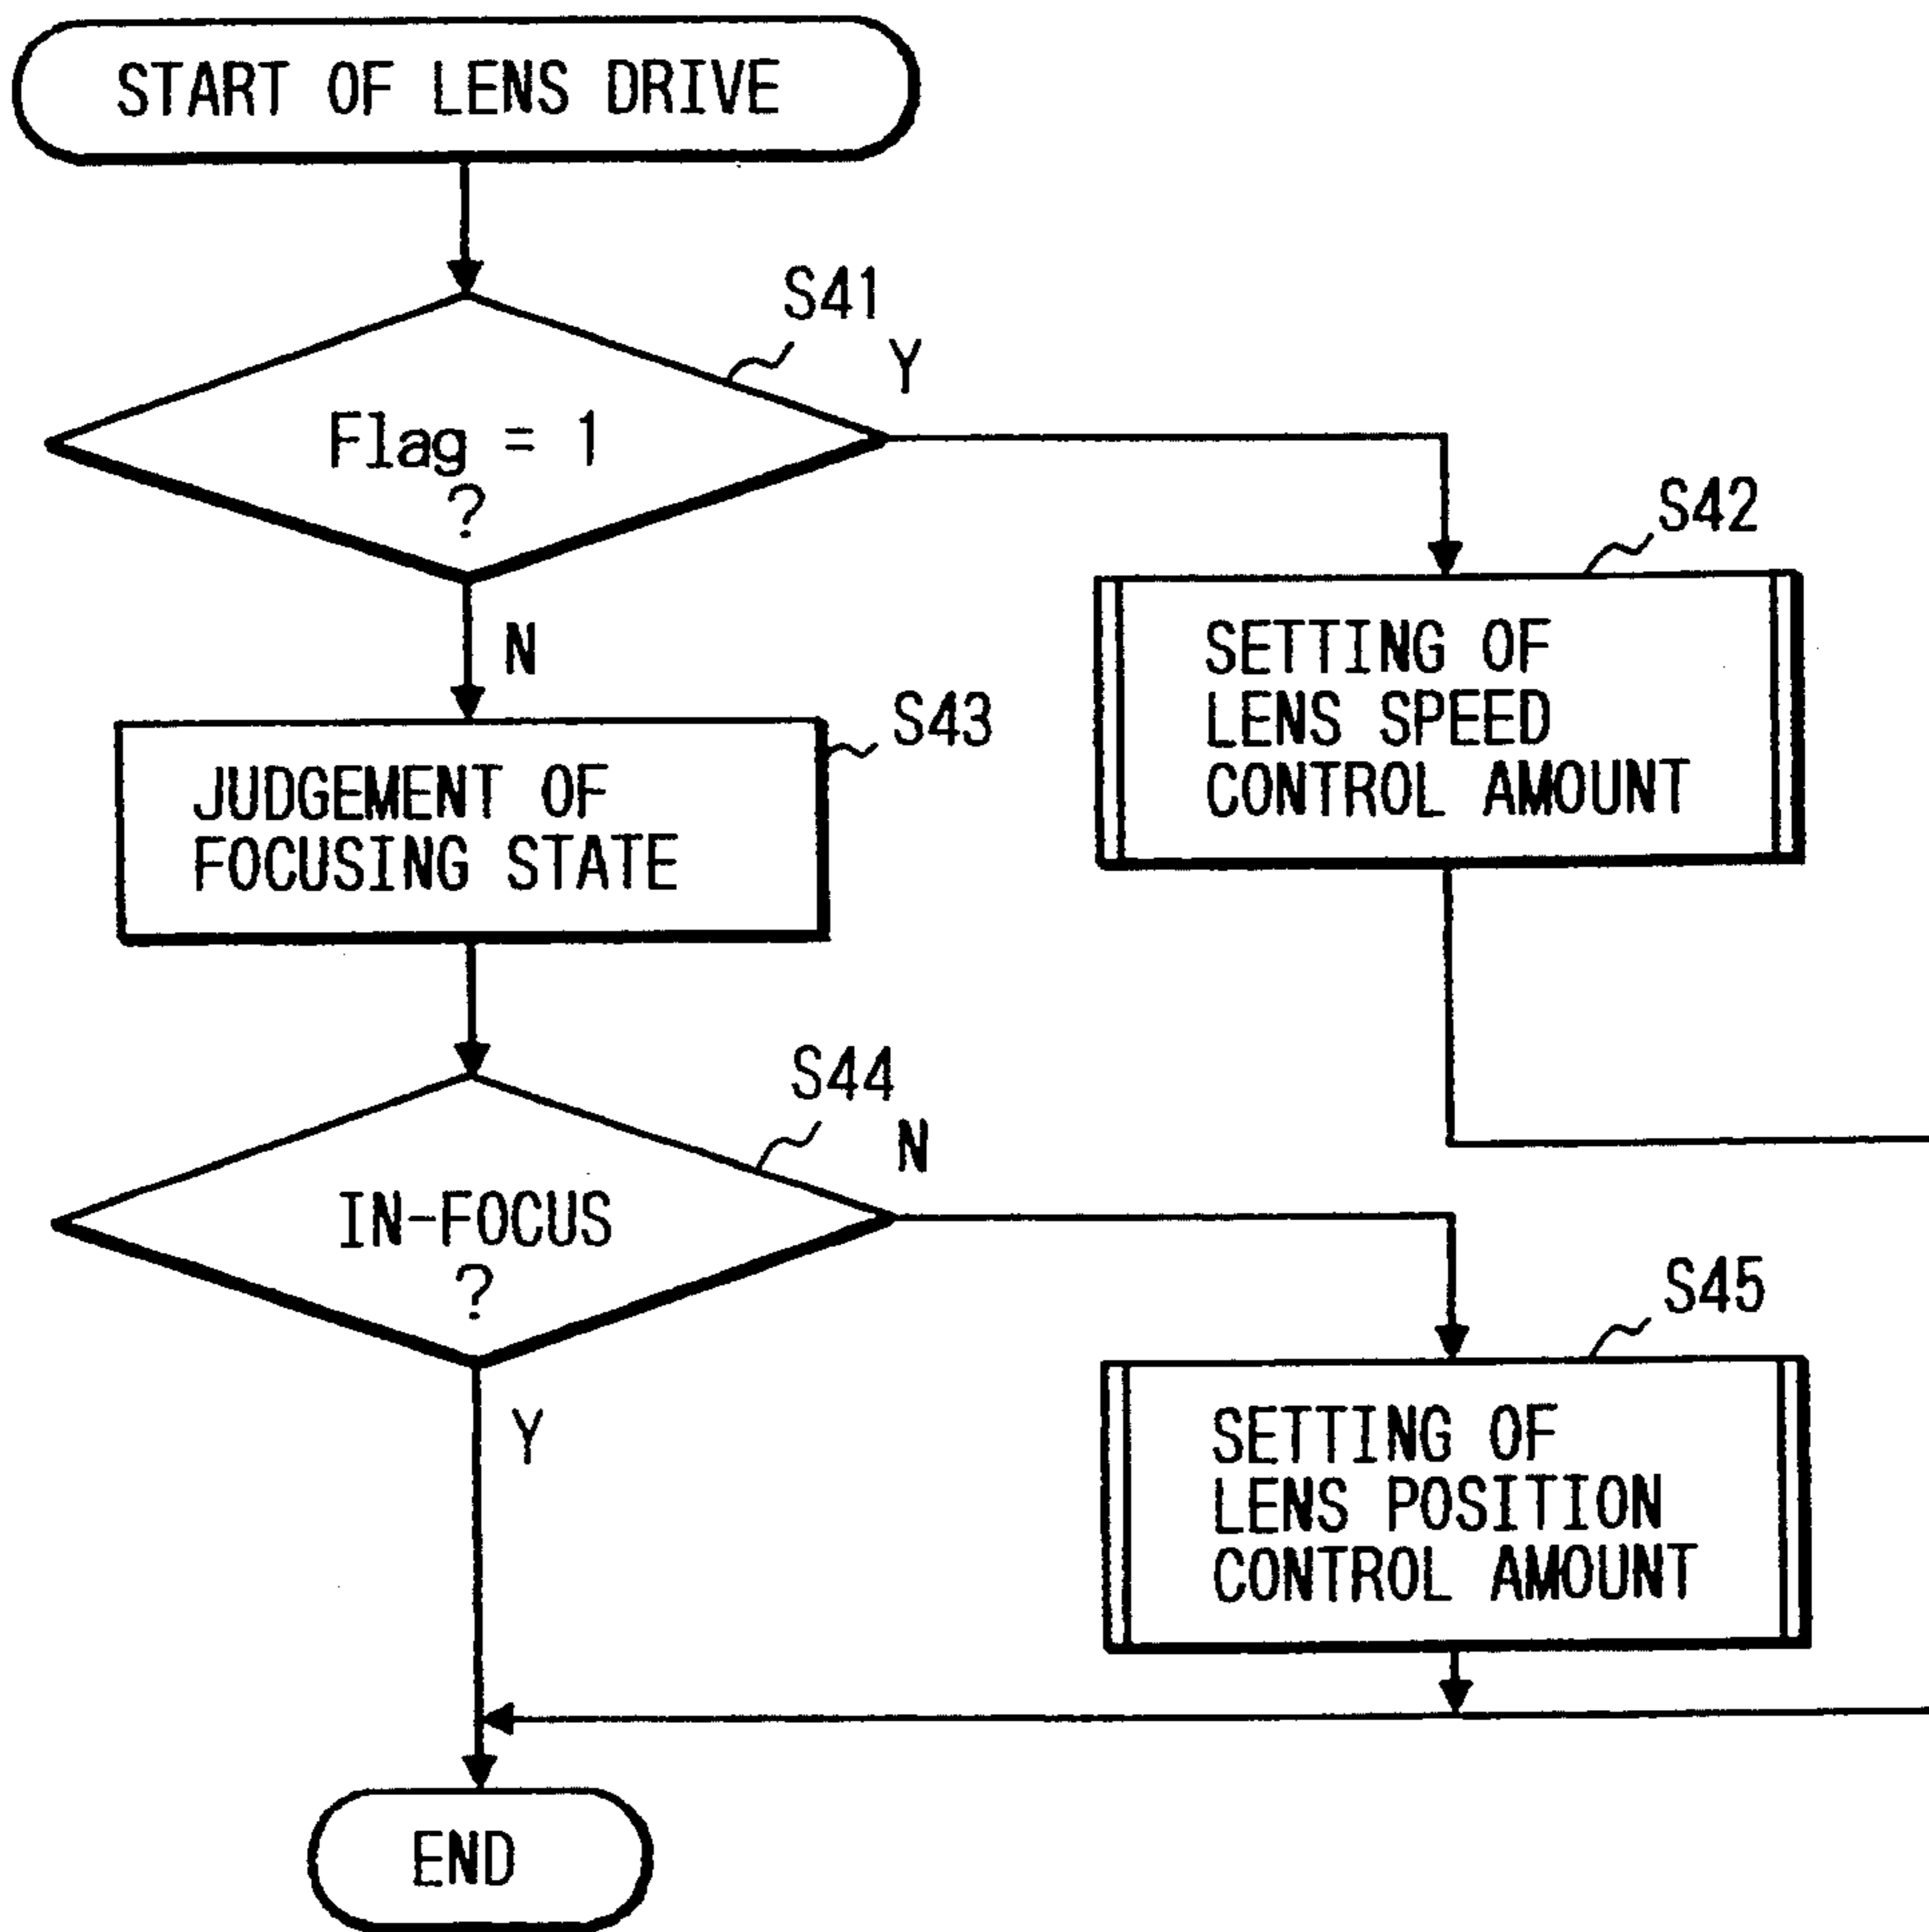 START OF LENS DRIVE
S41
Y
Flag = 1
?
S42
N
SETTING OF
LENS SPEED
CONTROL AMOUNT
S43
JUDGEMENT OF
FOCUSING STATE
S44
N
IN-FOCUS
?
S45
Y
SETTING OF
LENS POSITION
CONTROL AMOUNT
END